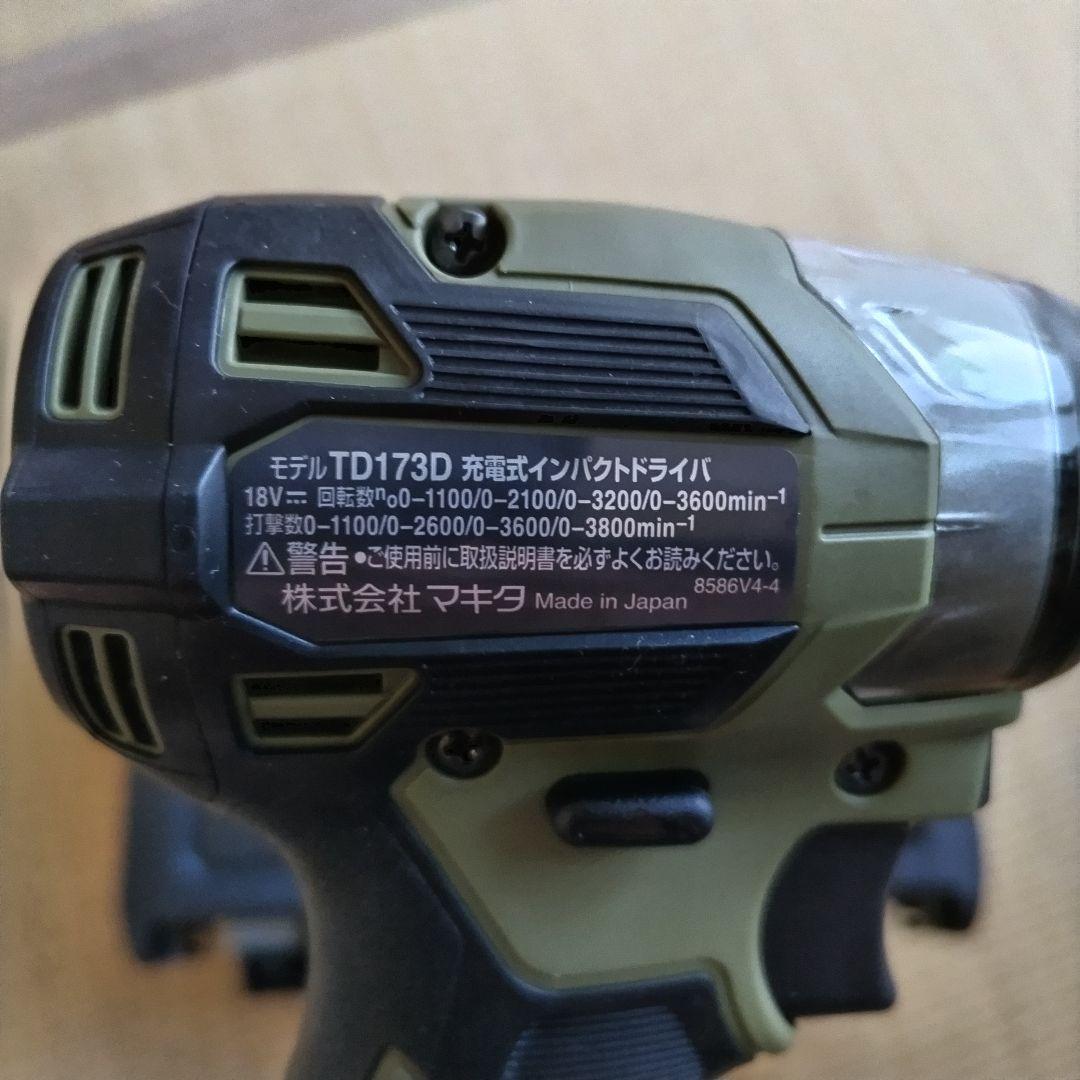 モデル TD173D 充電式インパクトドライバ
18V⎓ 回転数n₀0-1100/0-2100/0-3200/0-3600min⁻¹
打撃数0-1100/0-2600/0-3600/0-3800min⁻¹
⚠警告 •ご使用前に取扱説明書を必ずよくお読みください。
8586V4-4
株式会社 マキタ Made in Japan